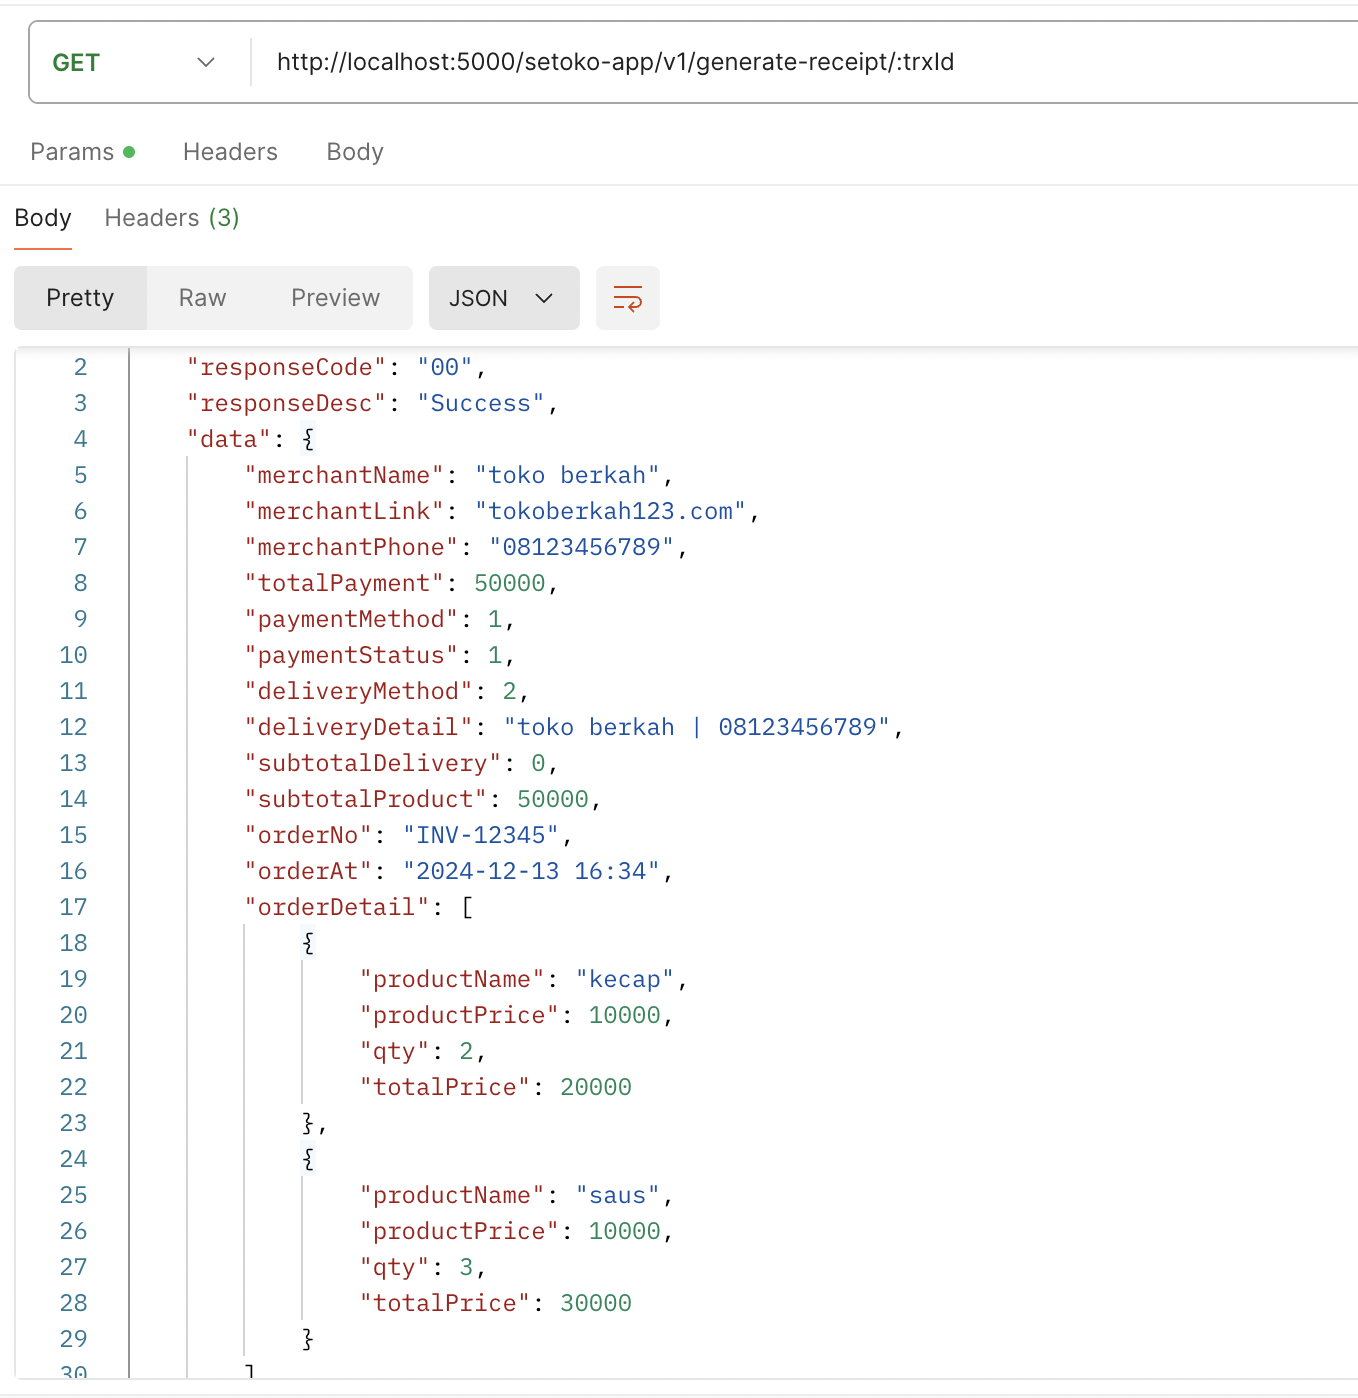 GET http://localhost:5000/setoko-app/v1/generate-receipt/:trxId
Params Headers Body
Body Headers (3)
Pretty Raw Preview JSON
2 "responseCode": "00",
3 "responseDesc": "Success",
4 "data": {
5 "merchantName": "toko berkah",
6 "merchantLink": "tokoberkah123.com",
7 "merchantPhone": "08123456789",
8 "totalPayment": 50000,
9 "paymentMethod": 1,
10 "paymentStatus": 1,
11 "deliveryMethod": 2,
12 "deliveryDetail": "toko berkah | 08123456789",
13 "subtotalDelivery": 0,
14 "subtotalProduct": 50000,
15 "orderNo": "INV-12345",
16 "orderAt": "2024-12-13 16:34",
17 "orderDetail": [
18 {
19 "productName": "kecap",
20 "productPrice": 10000,
21 "qty": 2,
22 "totalPrice": 20000
23 },
24 {
25 "productName": "saus",
26 "productPrice": 10000,
27 "qty": 3,
28 "totalPrice": 30000
29 }
30 ]